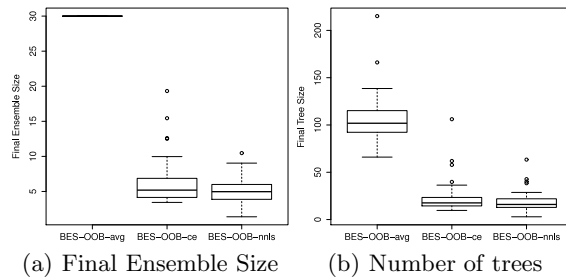 Final Ensemble Size
30
25
20
15
10
5
BES-OOB-avg BES-OOB-ce BES-OOB-nnls
(a) Final Ensemble Size
Final Tree Size
200
150
100
50
0
BES-OOB-avg BES-OOB-ce BES-OOB-nnls
(b) Number of trees